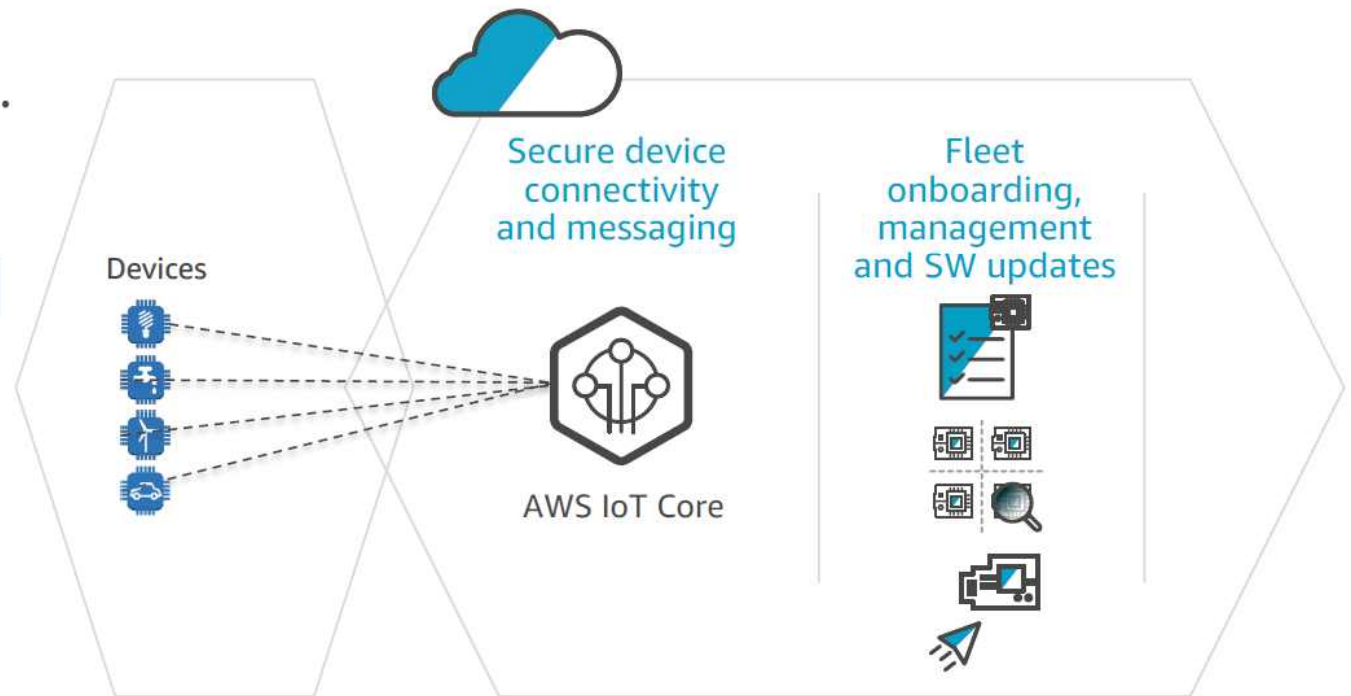 Secure device
connectivity
and messaging
Fleet
onboarding,
management
and SW updates
Devices
AWS IoT Core